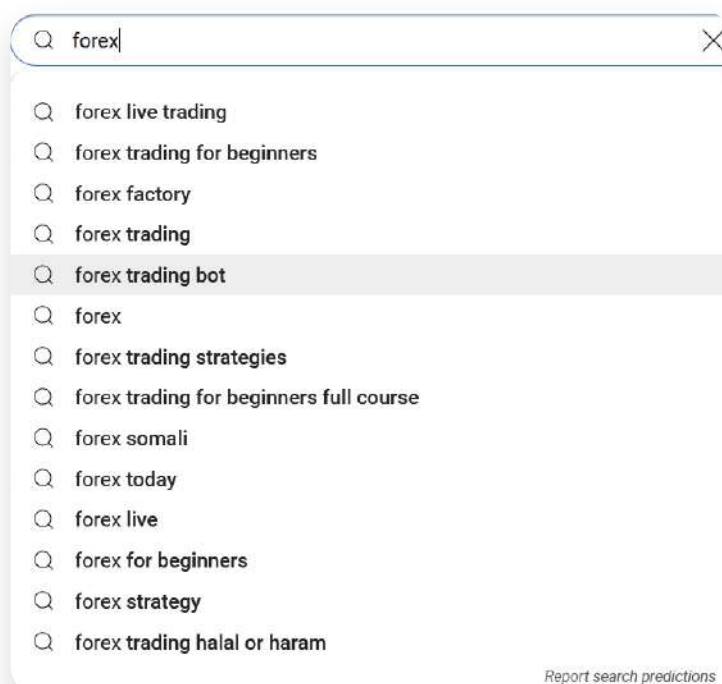 forex
forex live trading
forex trading for beginners
forex factory
forex trading
forex trading bot
forex
forex trading strategies
forex trading for beginners full course
forex somali
forex today
forex live
forex for beginners
forex strategy
forex trading halal or haram
Report search predictions